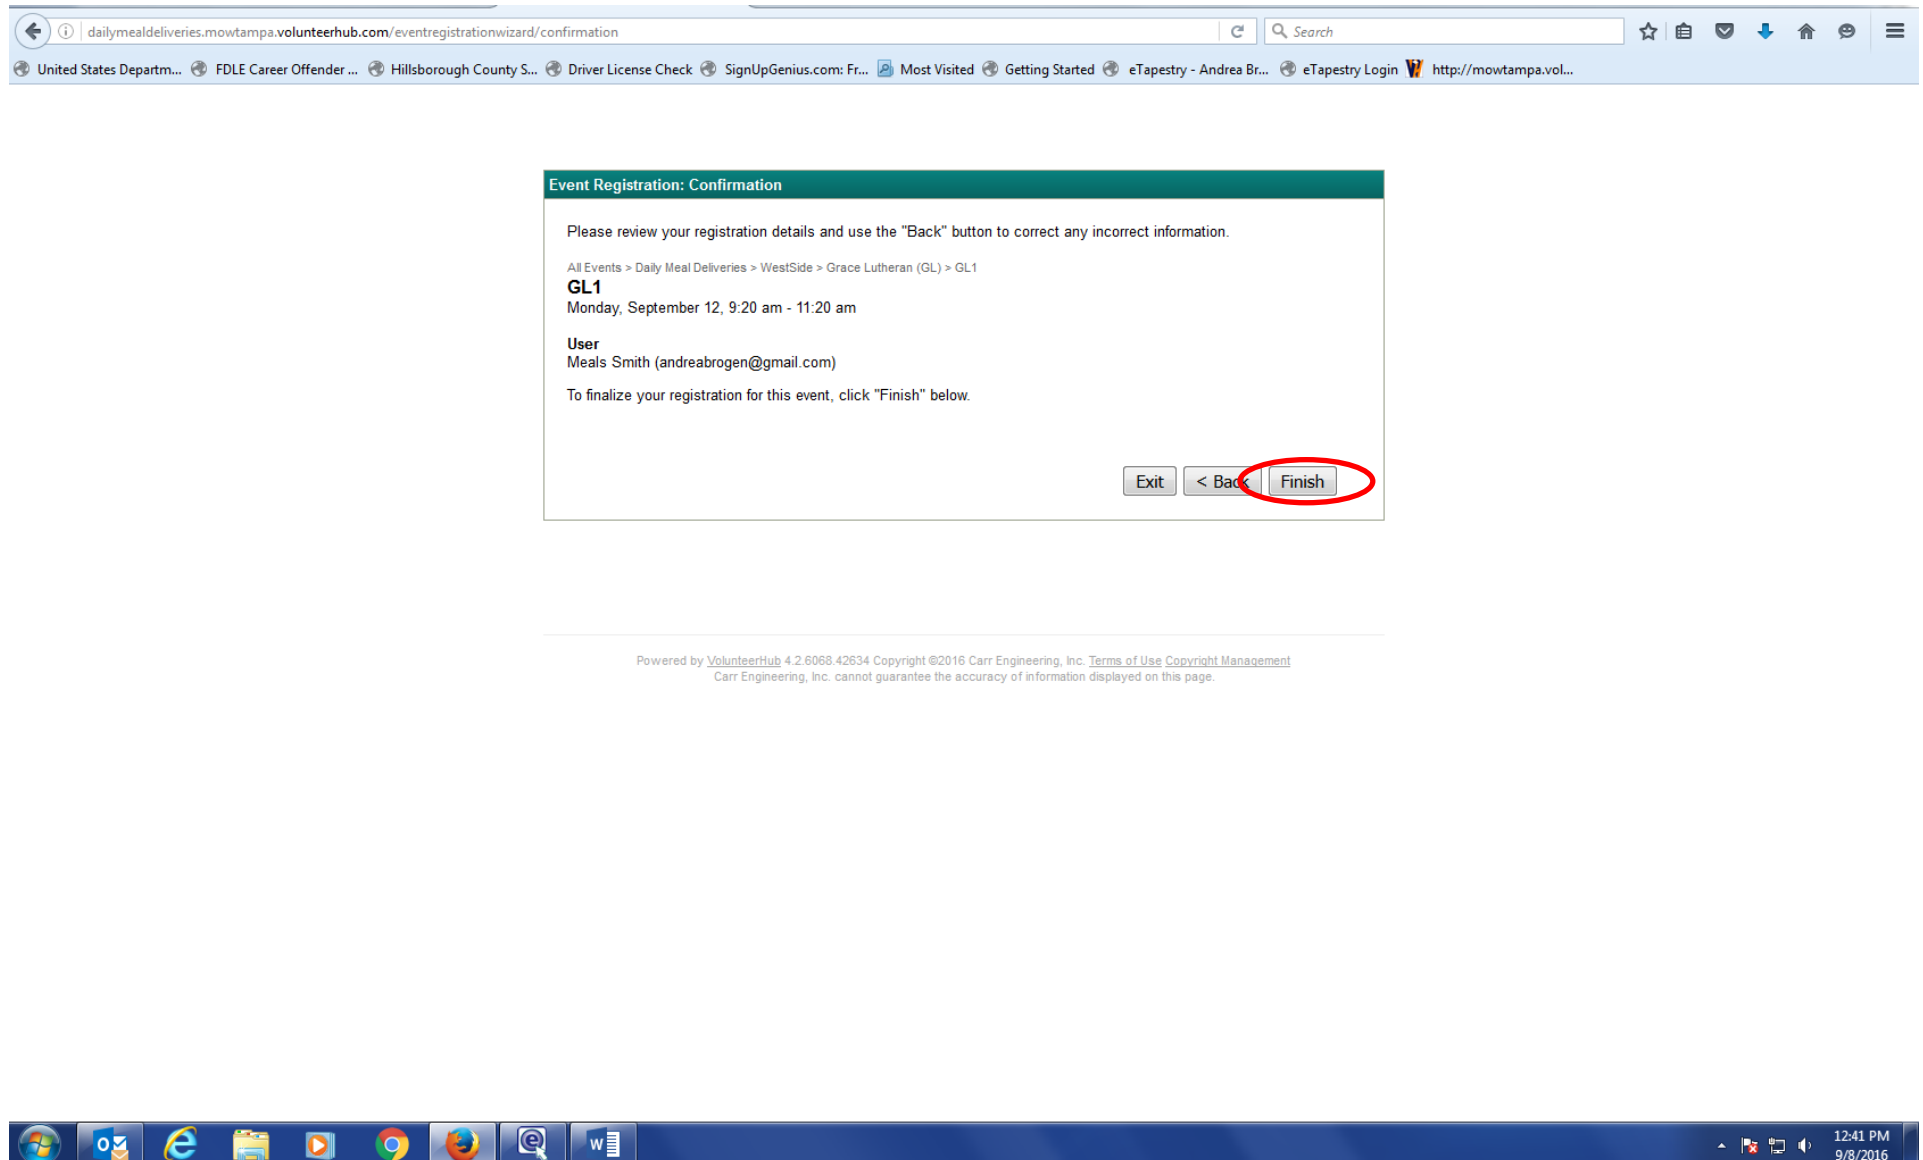 dailymealdeliveries.mowtampa.volunteerhub.com/eventregistrationwizard/confirmation
Search
United States Departm... FDLE Career Offender ... Hillsborough County S... Driver License Check SignUpGenius.com: Fr... Most Visited Getting Started eTapestry - Andrea Br... eTapestry Login http://mowtampa.vol...
Event Registration: Confirmation
Please review your registration details and use the "Back" button to correct any incorrect information.
All Events > Daily Meal Deliveries > WestSide > Grace Lutheran (GL) > GL1
GL1
Monday, September 12, 9:20 am - 11:20 am
User
Meals Smith (andreabrogen@gmail.com)
To finalize your registration for this event, click "Finish" below.
Exit < Back Finish
Powered by VolunteerHub 4.2.6068.42634 Copyright ©2016 Carr Engineering, Inc. Terms of Use Copyright Management
Carr Engineering, Inc. cannot guarantee the accuracy of information displayed on this page.
12:41 PM
9/8/2016